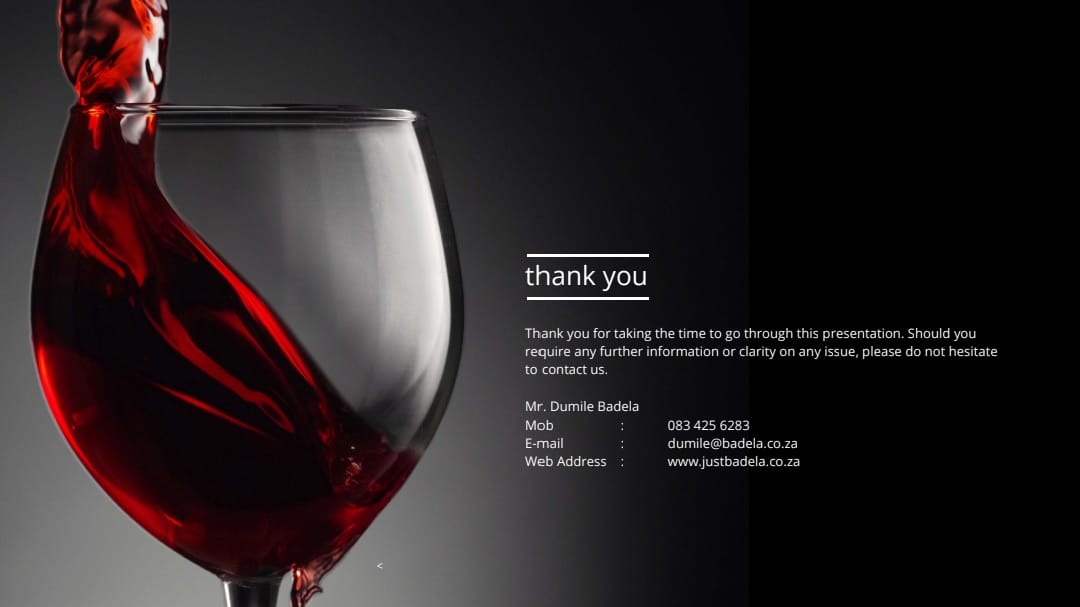 thank you
Thank you for taking the time to go through this presentation. Should you
require any further information or clarity on any issue, please do not hesitate
to contact us.
Mr. Dumile Badela
Mob : 083 425 6283
E-mail : dumile@badela.co.za
Web Address : www.justbadela.co.za
<